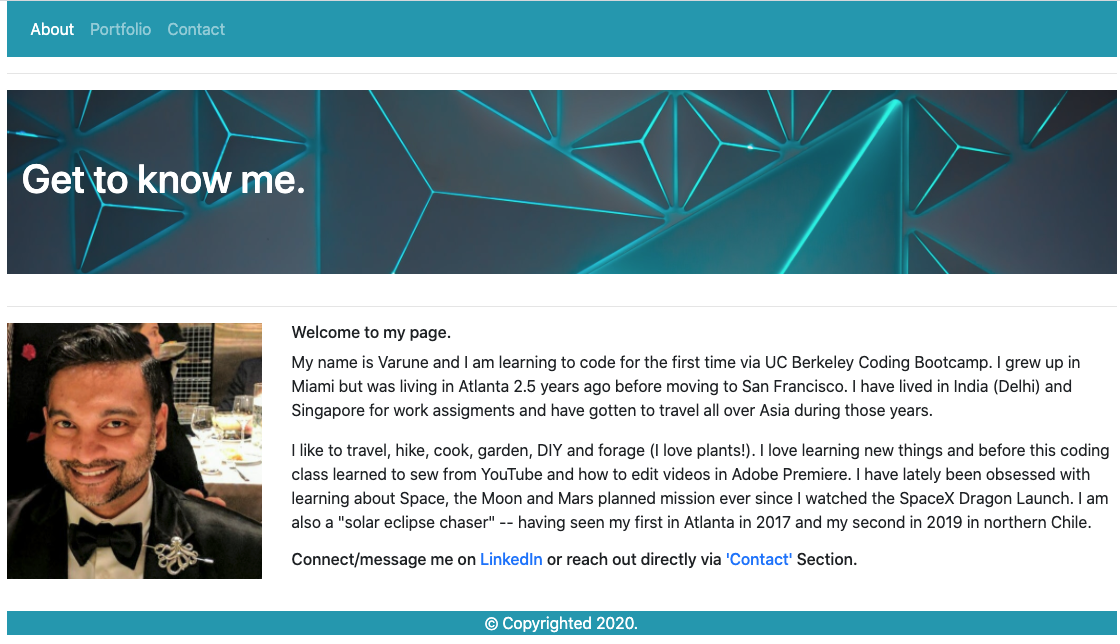 About Portfolio Contact
Get to know me.
Welcome to my page.
My name is Varune and I am learning to code for the first time via UC Berkeley Coding Bootcamp. I grew up in
Miami but was living in Atlanta 2.5 years ago before moving to San Francisco. I have lived in India (Delhi) and
Singapore for work assigments and have gotten to travel all over Asia during those years.
I like to travel, hike, cook, garden, DIY and forage (I love plants!). I love learning new things and before this coding
class learned to sew from YouTube and how to edit videos in Adobe Premiere. I have lately been obsessed with
learning about Space, the Moon and Mars planned mission ever since I watched the SpaceX Dragon Launch. I am
also a "solar eclipse chaser" -- having seen my first in Atlanta in 2017 and my second in 2019 in northern Chile.
Connect/message me on LinkedIn or reach out directly via 'Contact' Section.
© Copyrighted 2020.